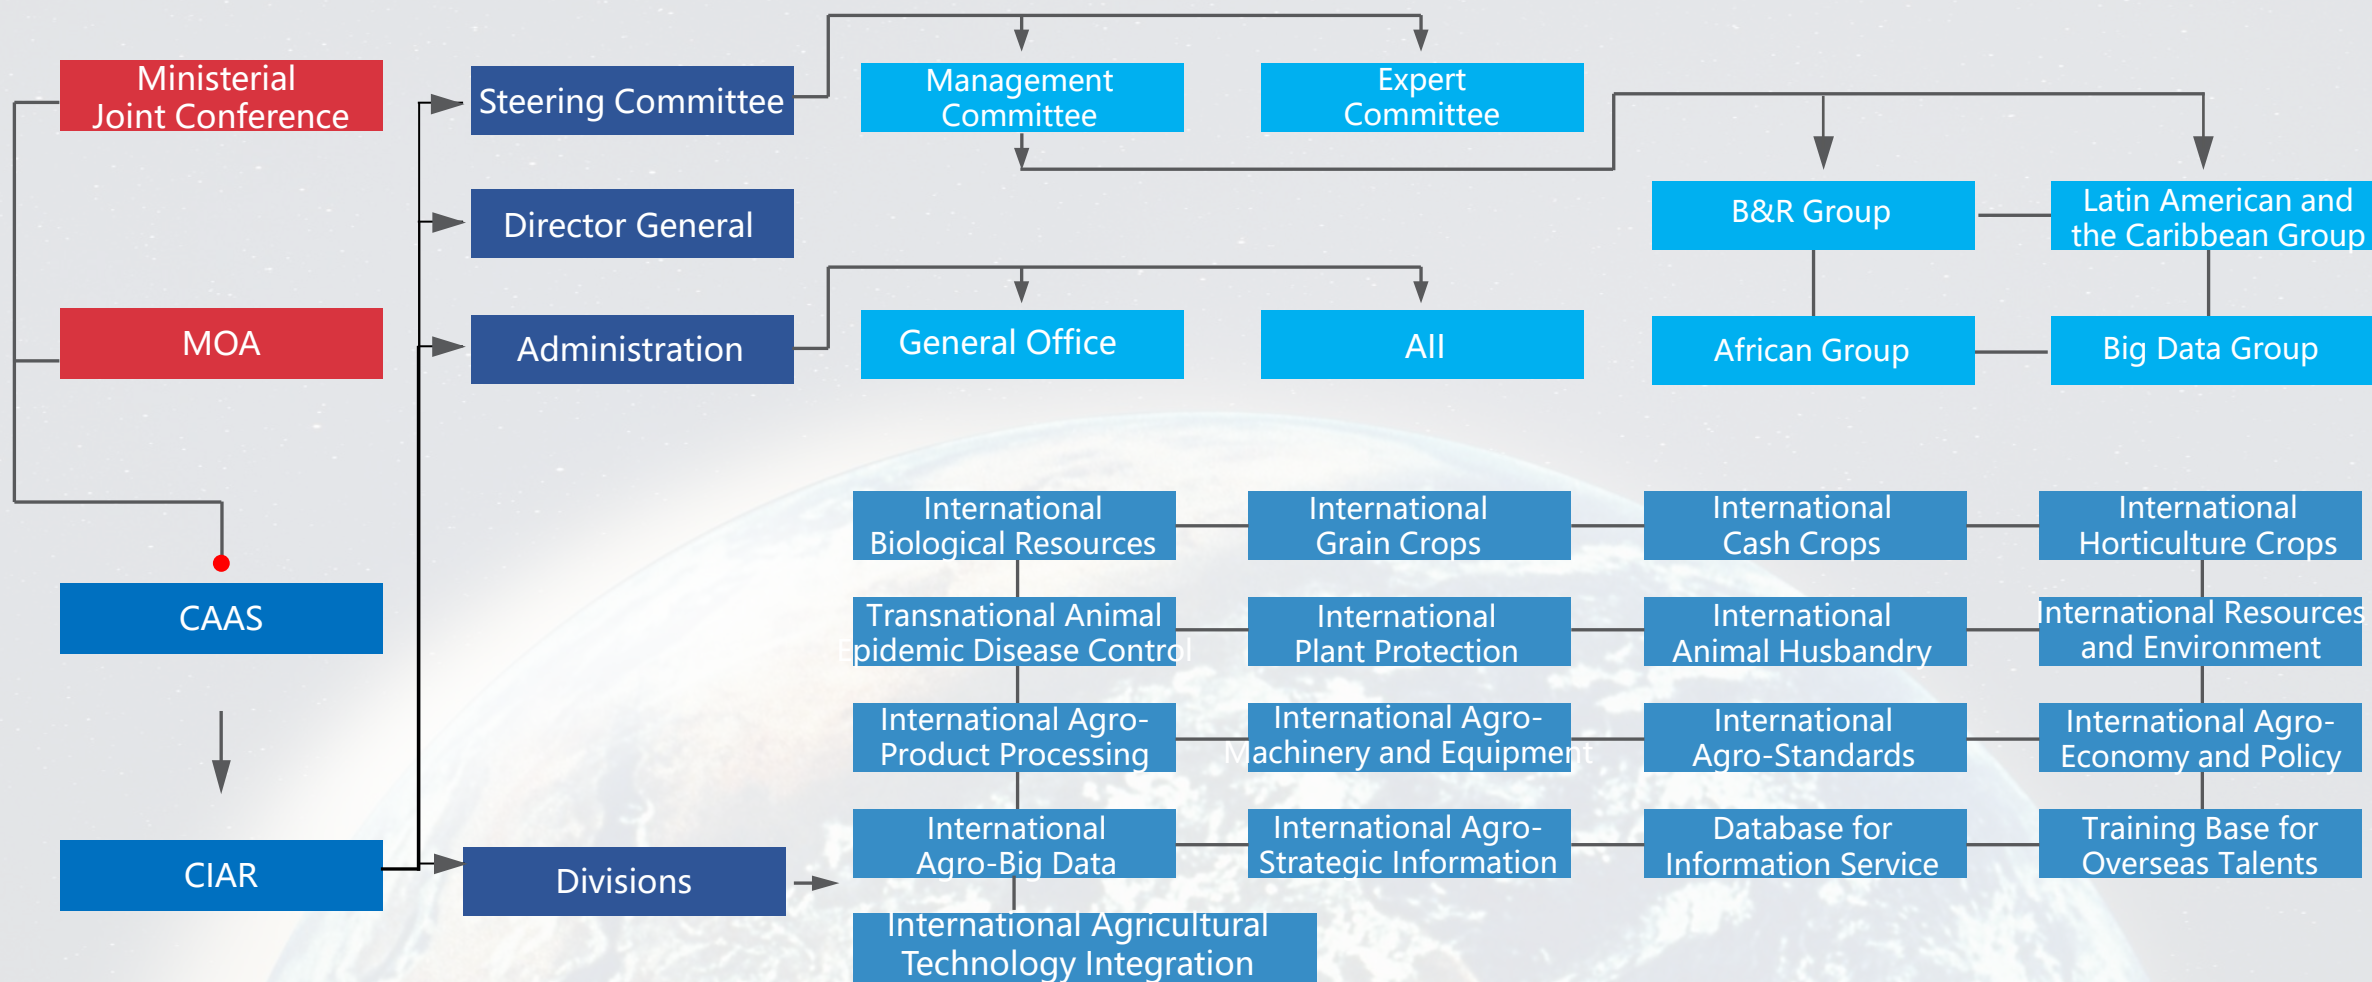 Ministerial
Joint Conference
Steering Committee
Management
Committee
Expert
Committee
Director General
B&R Group
Latin American and
the Caribbean Group
MOA
Administration
General Office
AII
African Group
Big Data Group
International
Biological Resources
International
Grain Crops
International
Cash Crops
International
Horticulture Crops
CAAS
Transnational Animal
Epidemic Disease Control
International
Plant Protection
International
Animal Husbandry
International Resources
and Environment
International Agro-
Product Processing
International Agro-
Machinery and Equipment
International
Agro-Standards
International Agro-
Economy and Policy
CIAR
Divisions
International
Agro-Big Data
International Agro-
Strategic Information
Database for
Information Service
Training Base for
Overseas Talents
International Agricultural
Technology Integration